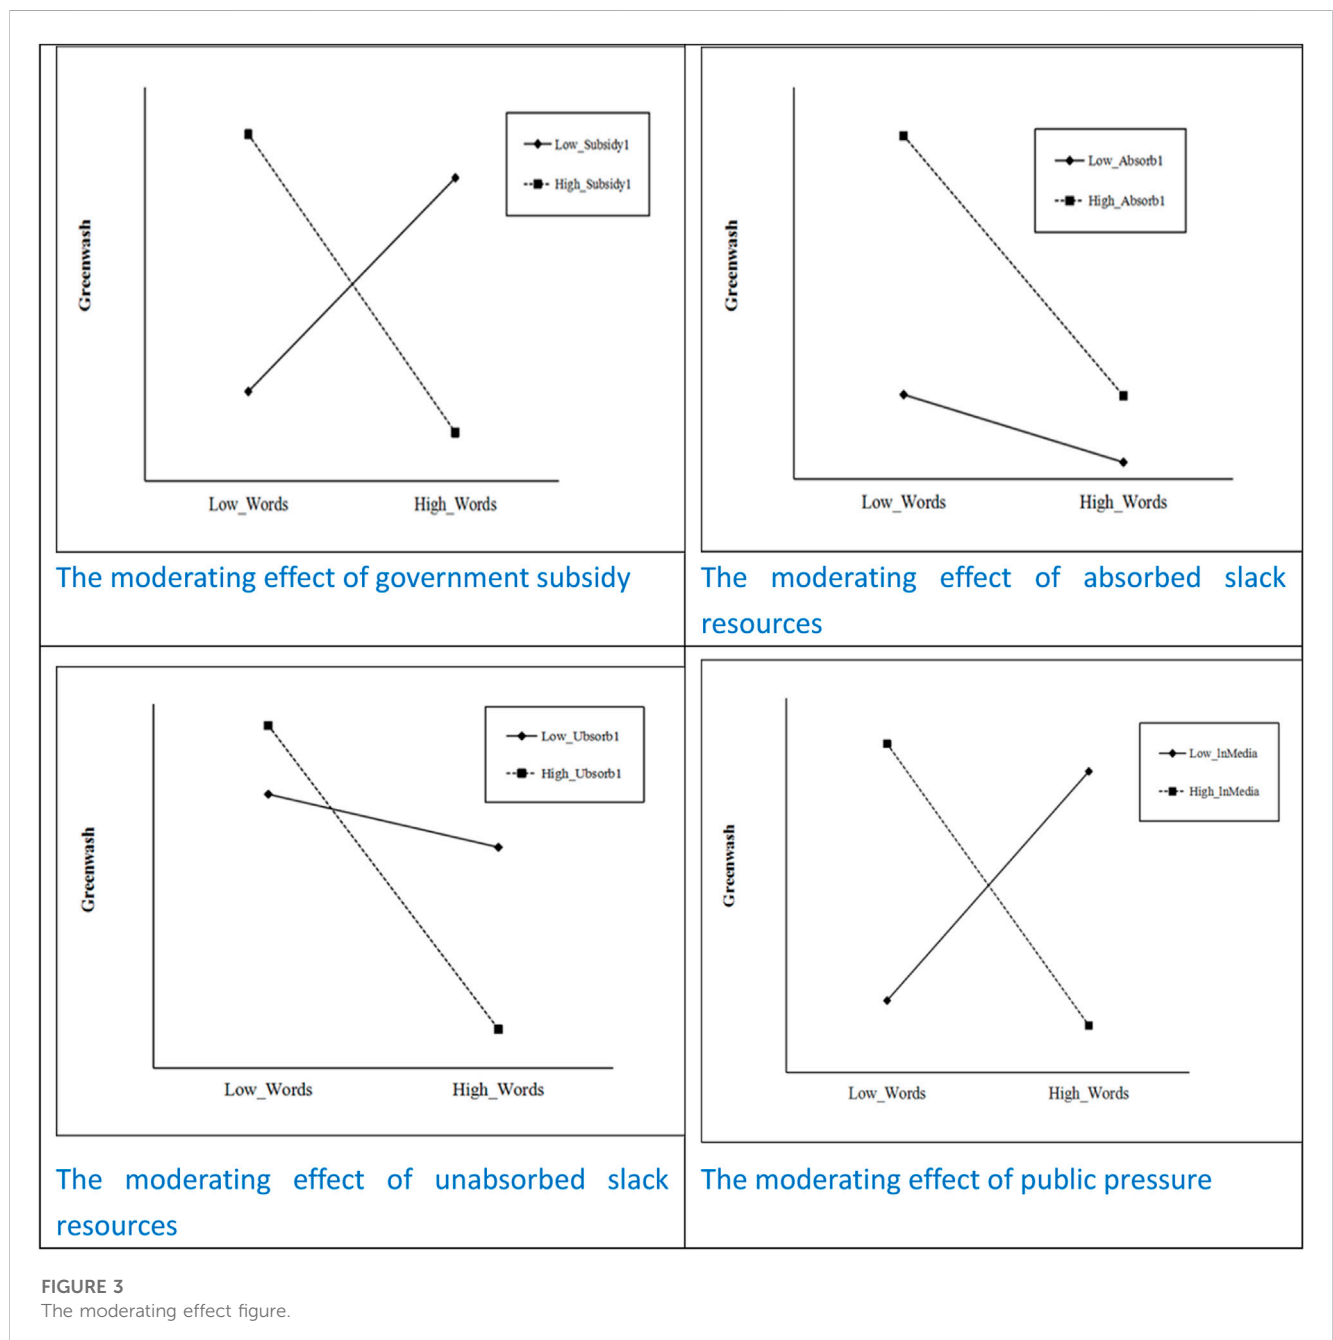 Greenwash
Low_Subsidy1
High_Subsidy1
Low_Words
High_Words
The moderating effect of government subsidy
Greenwash
Low_Absorb1
High_Absorb1
Low_Words
High_Words
The moderating effect of absorbed slack
resources
Greenwash
Low_Ubsorb1
High_Ubsorb1
Low_Words
High_Words
The moderating effect of unabsorbed slack
resources
Greenwash
Low_lnMedia
High_lnMedia
Low_Words
High_Words
The moderating effect of public pressure
FIGURE 3
The moderating effect figure.